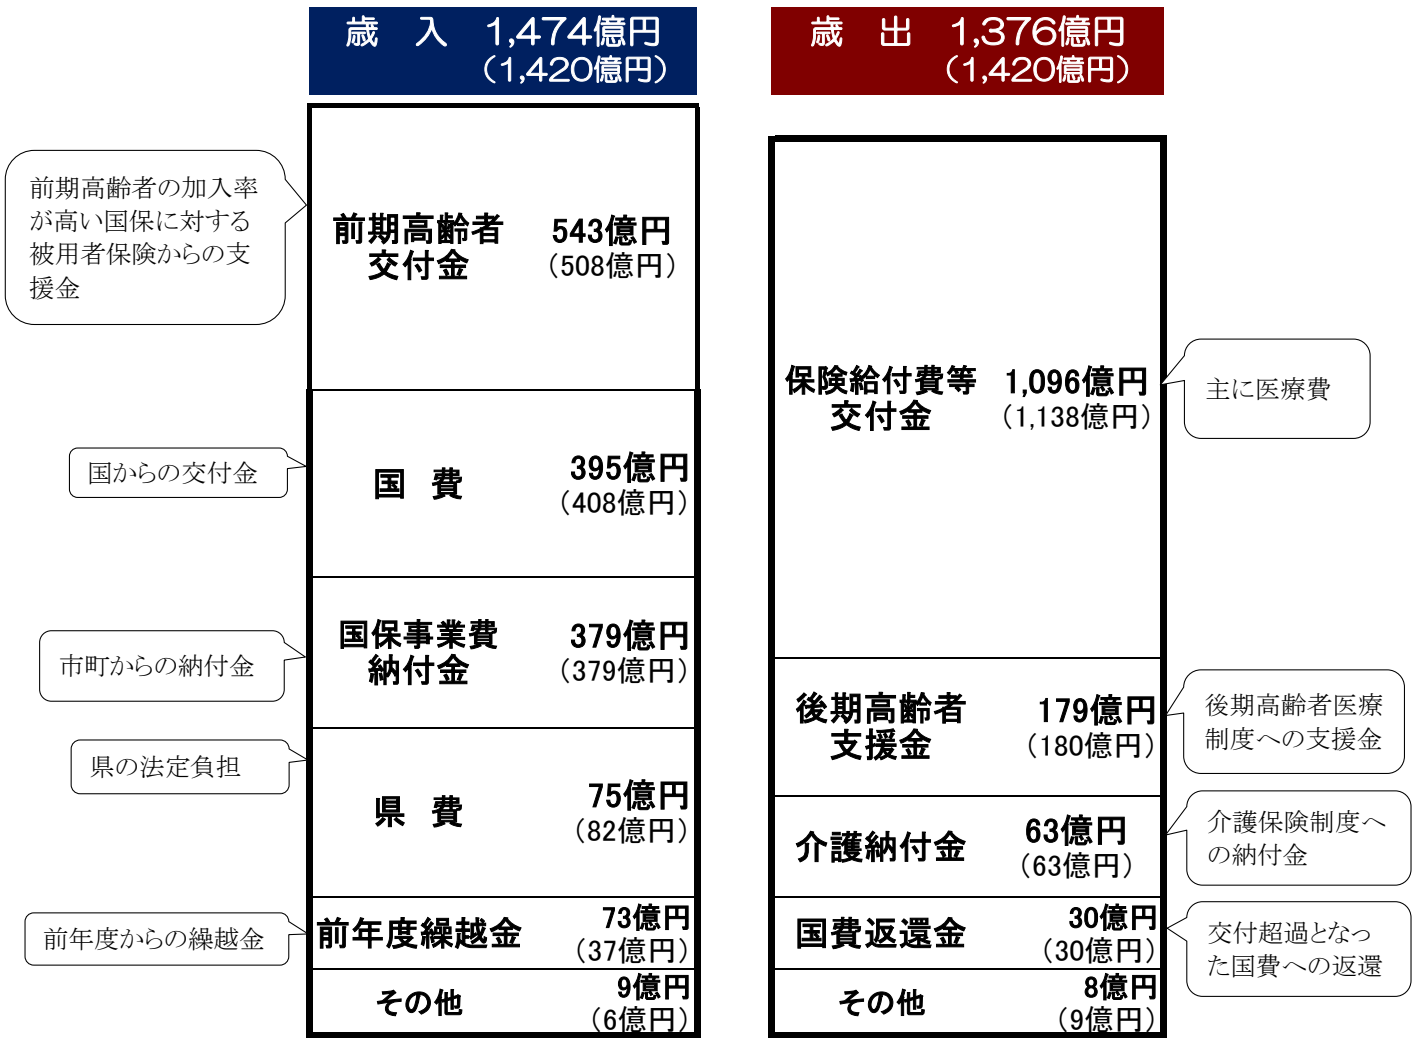 歳　入　1,474億円
（1,420億円）
前期高齢者の加入率
が高い国保に対する
被用者保険からの支
援金
前期高齢者
交付金
543億円
（508億円）
国からの交付金
国　費
395億円
（408億円）
市町からの納付金
国保事業費
納付金
379億円
（379億円）
県の法定負担
県　費
75億円
（82億円）
前年度からの繰越金
前年度繰越金
73億円
（37億円）
その他
9億円
（6億円）
歳　出　1,376億円
（1,420億円）
保険給付費等
交付金
1,096億円
（1,138億円）
主に医療費
後期高齢者
支援金
179億円
（180億円）
後期高齢者医療
制度への支援金
介護納付金
63億円
（63億円）
介護保険制度へ
の納付金
国費返還金
30億円
（30億円）
交付超過となっ
た国費への返還
その他
8億円
（9億円）